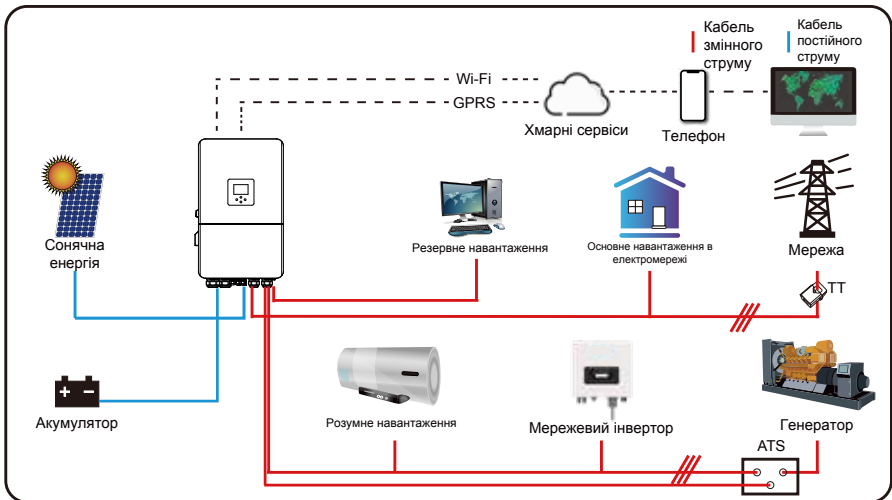 Кабель
змінного
струму
Кабель
постійного
струму
Wi-Fi
GPRS
Хмарні сервіси
Телефон
Сонячна
енергія
Резервне навантаження
Основне навантаження в
електромережі
Мережа
ТТ
Акумулятор
Розумне навантаження
Мережевий інвертор
Генератор
ATS